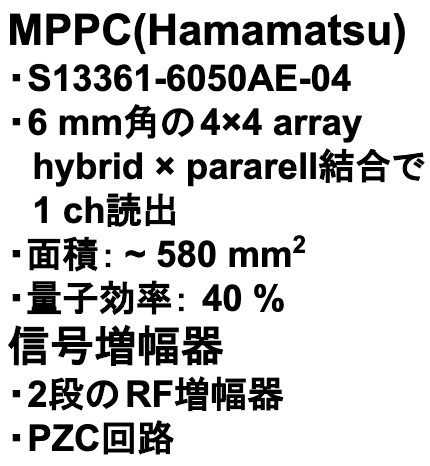 MPPC(Hamamatsu)
・S13361-6050AE-04
・6 mm角の4×4 array
hybrid × pararell結合で
1 ch読出
・面積：~ 580 mm²
・量子効率： 40 %
信号増幅器
・2段のRF増幅器
・PZC回路